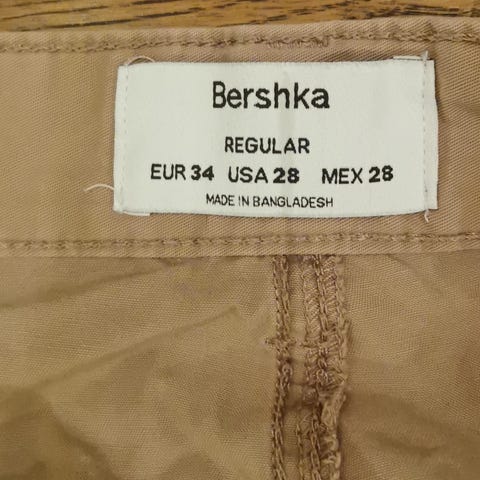 Bershka
REGULAR
EUR 34 USA 28 MEX 28
MADE IN BANGLADESH